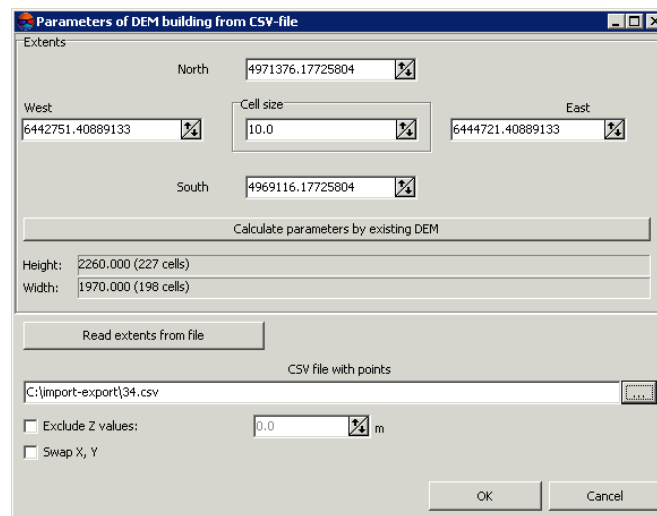 Parameters of DEM building from CSV-file
Extents
North
4971376.17725804
West
Cell size
East
6442751.40889133
10.0
6444721.40889133
South
4969116.17725804
Calculate parameters by existing DEM
Height: 2260.000 (227 cells)
Width: 1970.000 (198 cells)
Read extents from file
CSV file with points
C:\import-export\34.csv
...
Exclude Z values: 0.0 m
Swap X, Y
OK Cancel